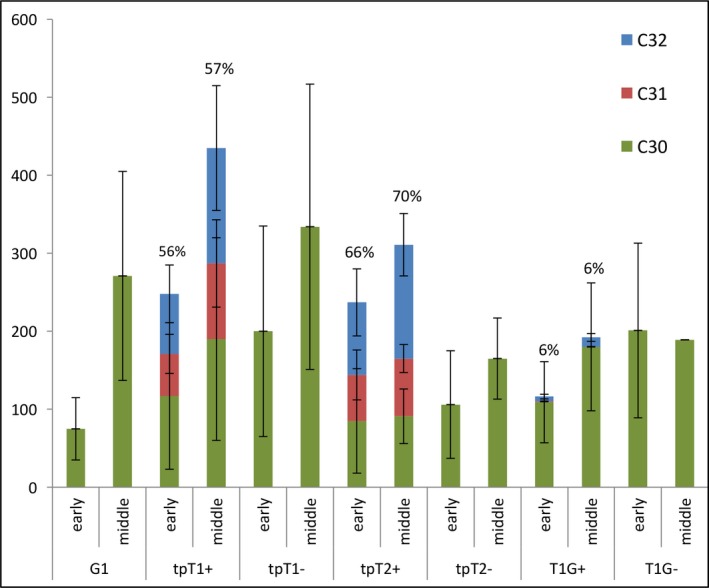 600
500
400
300
200
100
0
C32
C31
C30
56%
57%
66%
70%
6%
6%
early middle early middle early middle early middle early middle early middle early middle
G1 tpT1+ tpT1- tpT2+ tpT2- T1G+ T1G-